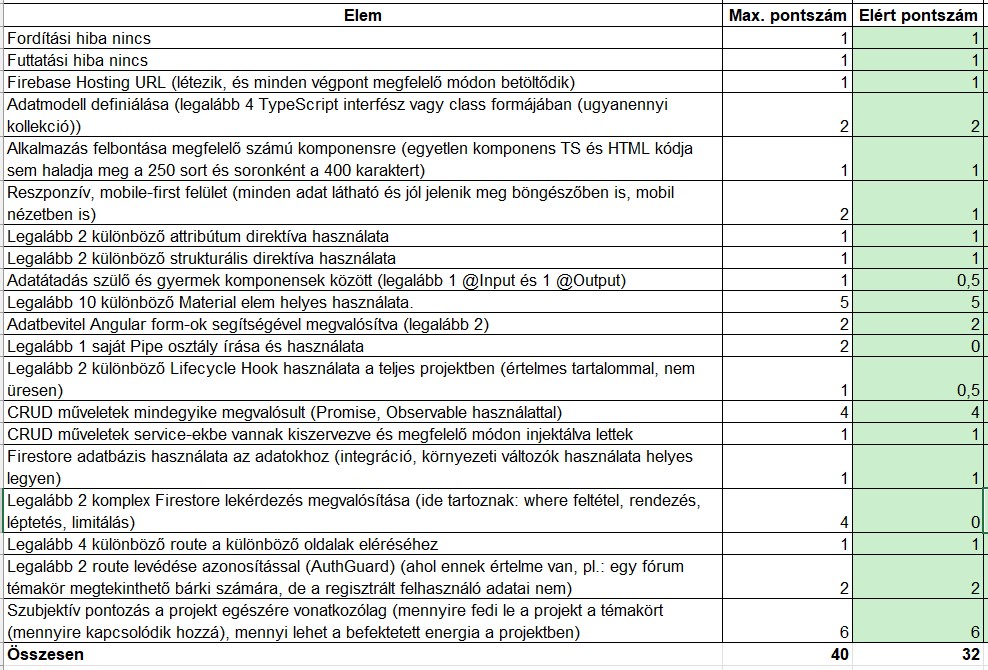 Elem Max. pontszám Elért pontszám
Fordítási hiba nincs 1 1
Futtatási hiba nincs 1 1
Firebase Hosting URL (létezik, és minden végpont megfelelő módon betöltődik) 1 1
Adatmodell definiálása (legalább 4 TypeScript interfész vagy class formájában (ugyanennyi
kollekció)) 2 2
Alkalmazás felbontása megfelelő számú komponensre (egyetlen komponens TS és HTML kódja
sem haladja meg a 250 sort és soronként a 400 karaktert) 1 1
Reszponzív, mobile-first felület (minden adat látható és jól jelenik meg böngészőben is, mobil
nézetben is) 2 1
Legalább 2 különböző attribútum direktíva használata 1 1
Legalább 2 különböző strukturális direktíva használata 1 1
Adatátadás szülő és gyermek komponensek között (legalább 1 @Input és 1 @Output) 1 0,5
Legalább 10 különböző Material elem helyes használata. 5 5
Adatbevitel Angular form-ok segítségével megvalósítva (legalább 2) 2 2
Legalább 1 saját Pipe osztály írása és használata 2 0
Legalább 2 különböző Lifecycle Hook használata a teljes projektben (értelmes tartalommal, nem
üresen) 1 0,5
CRUD műveletek mindegyike megvalósult (Promise, Observable használattal) 4 4
CRUD műveletek service-ekbe vannak kiszervezve és megfelelő módon injektálva lettek 1 1
Firestore adatbázis használata az adatokhoz (integráció, környezeti változók használata helyes
legyen) 1 1
Legalább 2 komplex Firestore lekérdezés megvalósítása (ide tartoznak: where feltétel, rendezés,
léptetés, limitálás) 4 0
Legalább 4 különböző route a különböző oldalak eléréséhez 1 1
Legalább 2 route levédése azonosítással (AuthGuard) (ahol ennek értelme van, pl.: egy fórum
témakör megtekinthető bárki számára, de a regisztrált felhasználó adatai nem) 2 2
Szubjektív pontozás a projekt egészére vonatkozólag (mennyire fedi le a projekt a témakört
(mennyire kapcsolódik hozzá), mennyi lehet a befektetett energia a projektben) 6 6
Összesen 40 32